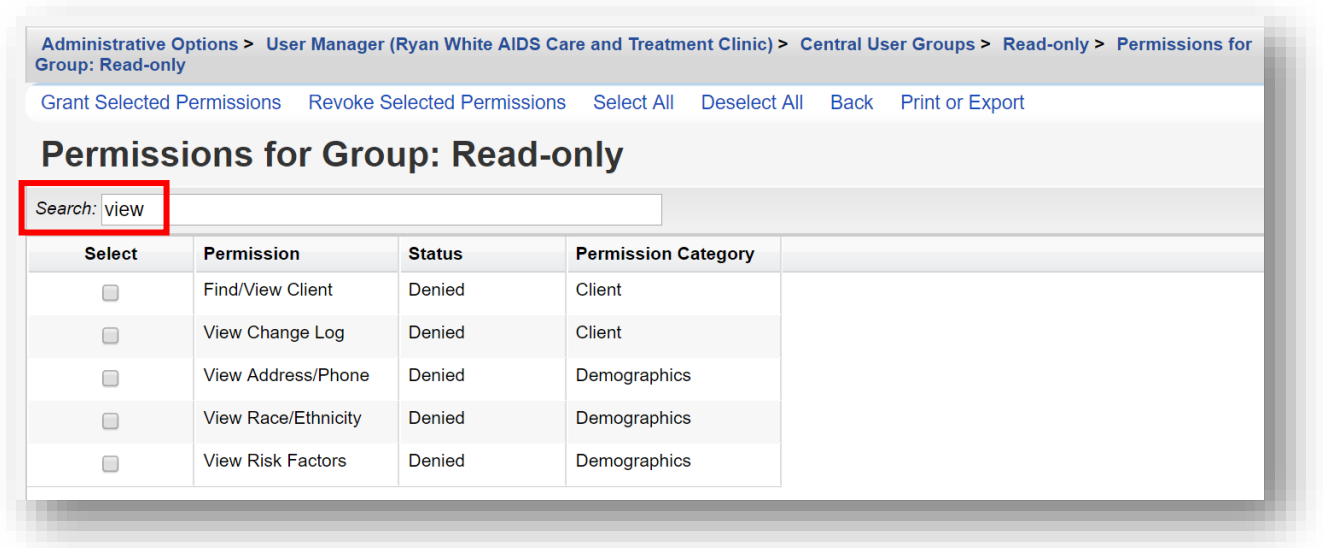 Administrative Options > User Manager (Ryan White AIDS Care and Treatment Clinic) > Central User Groups > Read-only > Permissions for
Group: Read-only
Grant Selected Permissions Revoke Selected Permissions Select All Deselect All Back Print or Export
Permissions for Group: Read-only
Search: view
Select Permission Status Permission Category
Find/View Client Denied Client
View Change Log Denied Client
View Address/Phone Denied Demographics
View Race/Ethnicity Denied Demographics
View Risk Factors Denied Demographics